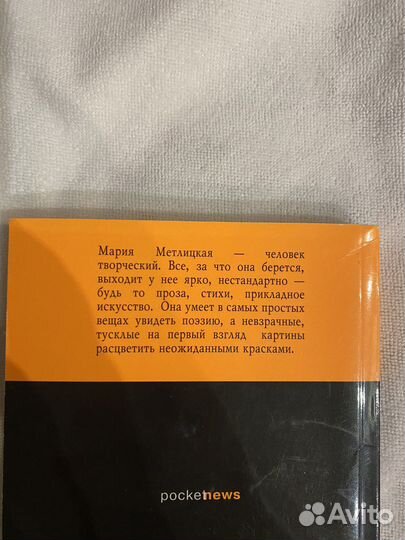 Мария Метлицкая — человек
творческий. Все, за что она берется,
выходит у нее ярко, нестандартно —
будь то проза, стихи, прикладное
искусство. Она умеет в самых простых
вещах увидеть поэзию, а невзрачные,
тусклые на первый взгляд картины
расцветить неожиданными красками.
pocketnews
Avito